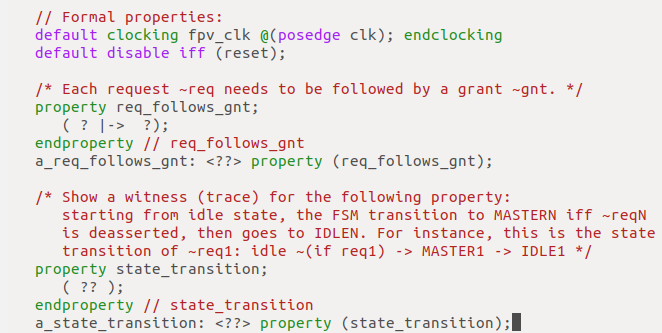 // Formal properties:
default clocking fpv_clk @(posedge clk); endclocking
default disable iff (reset);
/* Each request ~req needs to be followed by a grant ~gnt. */
property req_follows_gnt;
( ? |-> ?);
endproperty // req_follows_gnt
a_req_follows_gnt: <??> property (req_follows_gnt);
/* Show a witness (trace) for the following property:
starting from idle state, the FSM transition to MASTERN iff ~reqN
is deasserted, then goes to IDLEN. For instance, this is the state
transition of ~req1: idle ~(if req1) -> MASTER1 -> IDLE1 */
property state_transition;
( ?? );
endproperty // state_transition
a_state_transition: <??> property (state_transition);